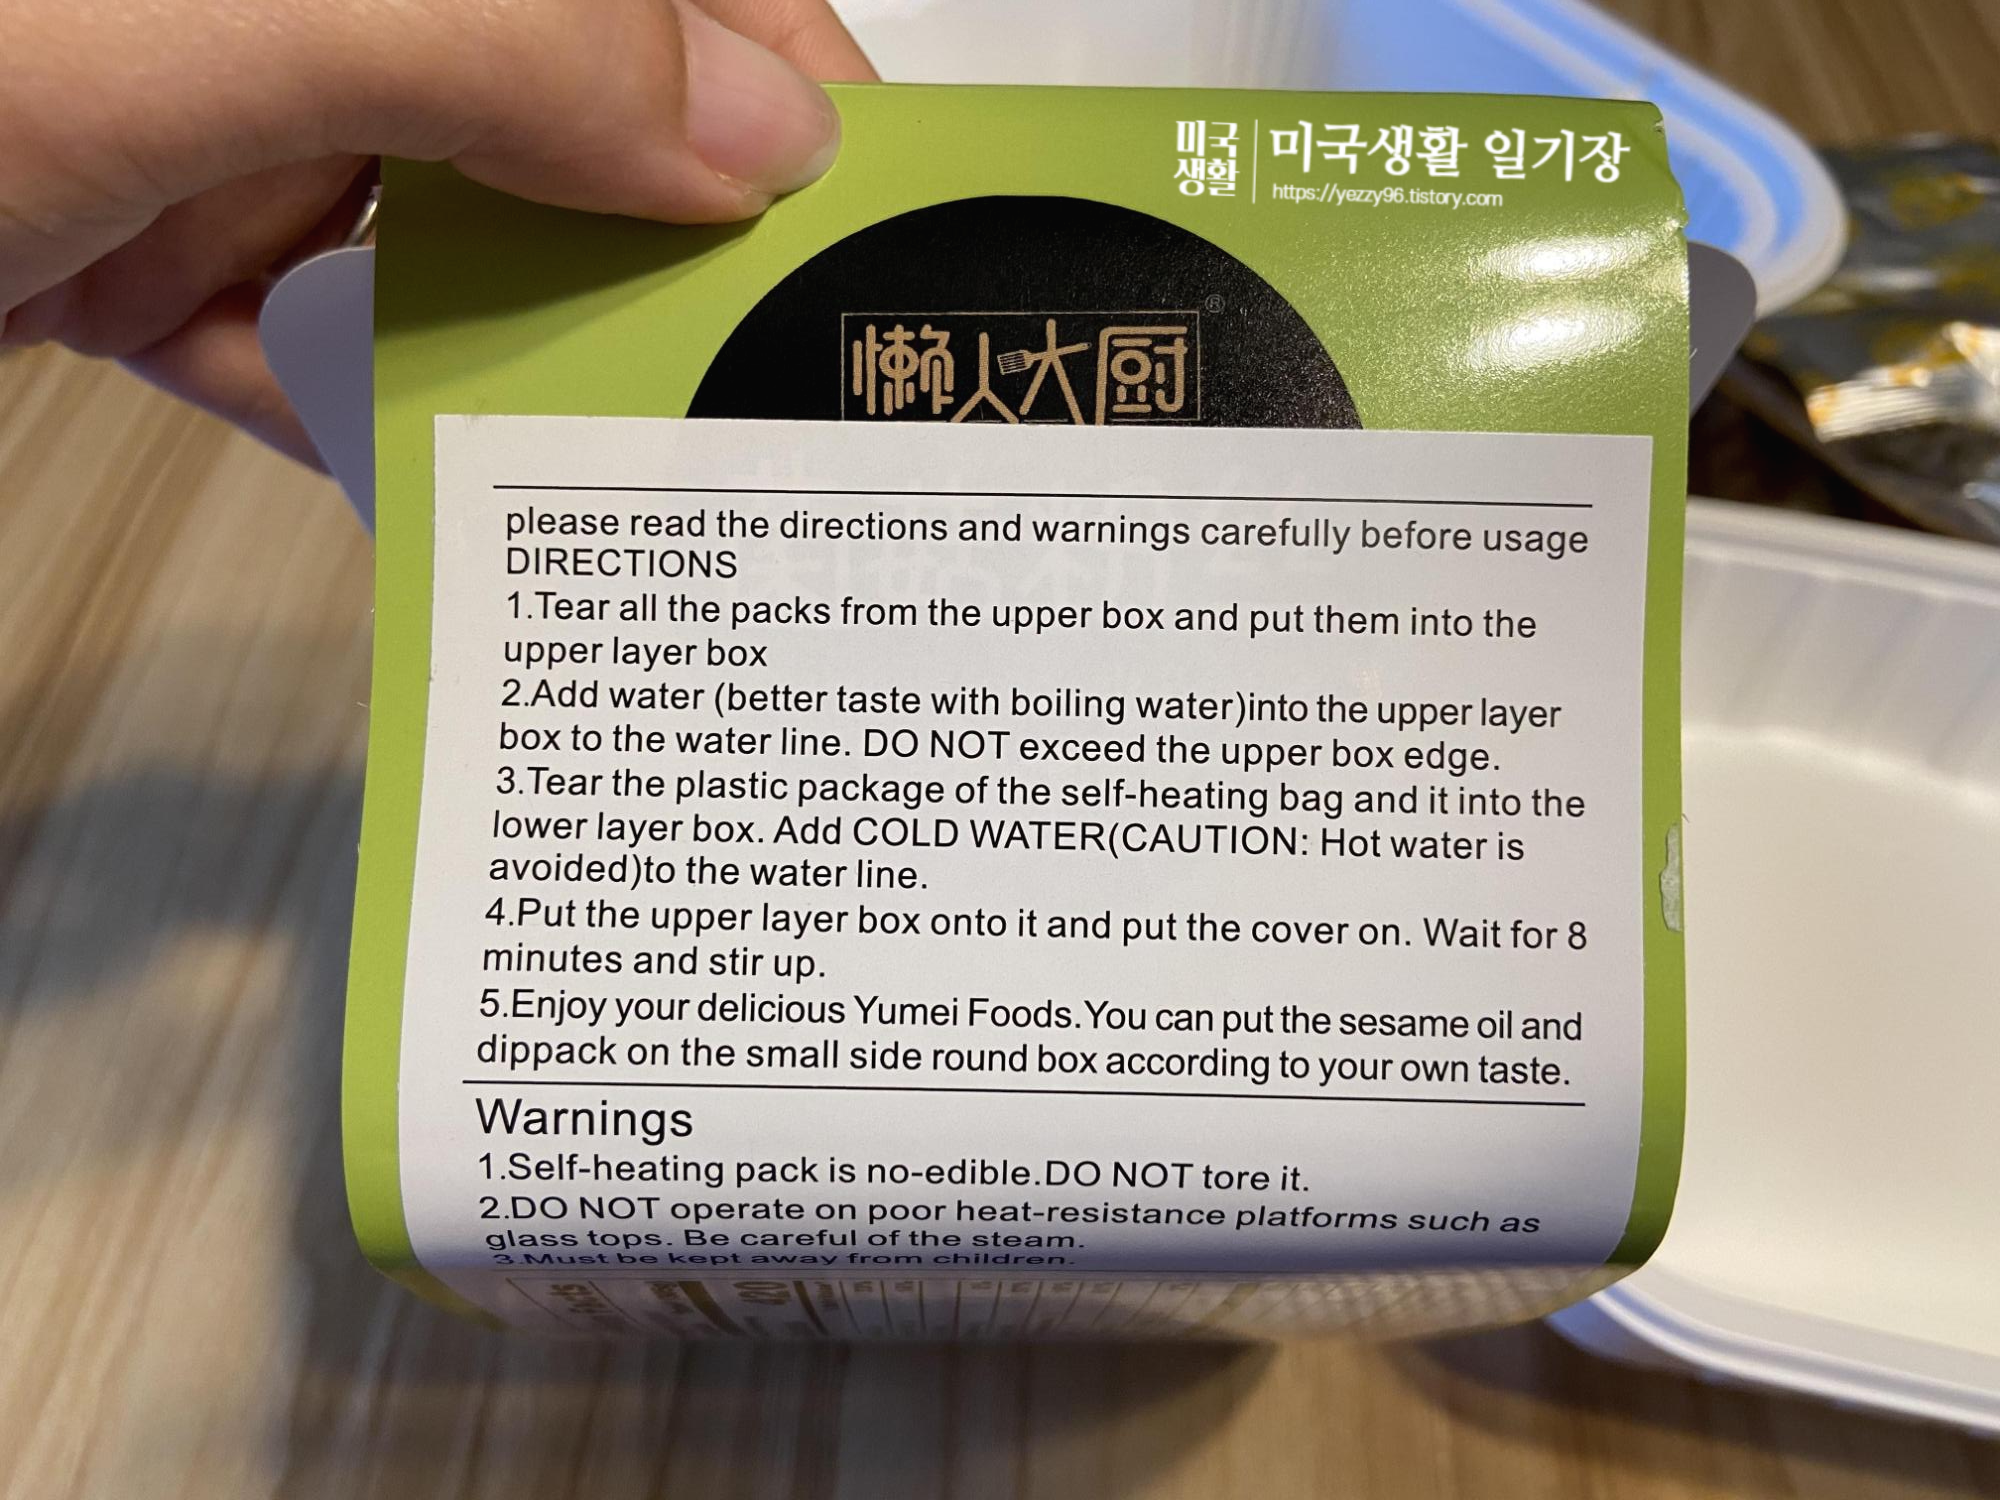 미국
생활
미국생활 일기장
https://yezzy96.tistory.com
®
懒人大厨
please read the directions and warnings carefully before usage
DIRECTIONS
1.Tear all the packs from the upper box and put them into the
upper layer box
2.Add water (better taste with boiling water)into the upper layer
box to the water line. DO NOT exceed the upper box edge.
3.Tear the plastic package of the self-heating bag and it into the
lower layer box. Add COLD WATER(CAUTION: Hot water is
avoided)to the water line.
4.Put the upper layer box onto it and put the cover on. Wait for 8
minutes and stir up.
5.Enjoy your delicious Yumei Foods.You can put the sesame oil and
dippack on the small side round box according to your own taste.
Warnings
1.Self-heating pack is no-edible.DO NOT tore it.
2.DO NOT operate on poor heat-resistance platforms such as
glass tops. Be careful of the steam.
3.Must be kept away from children.
420